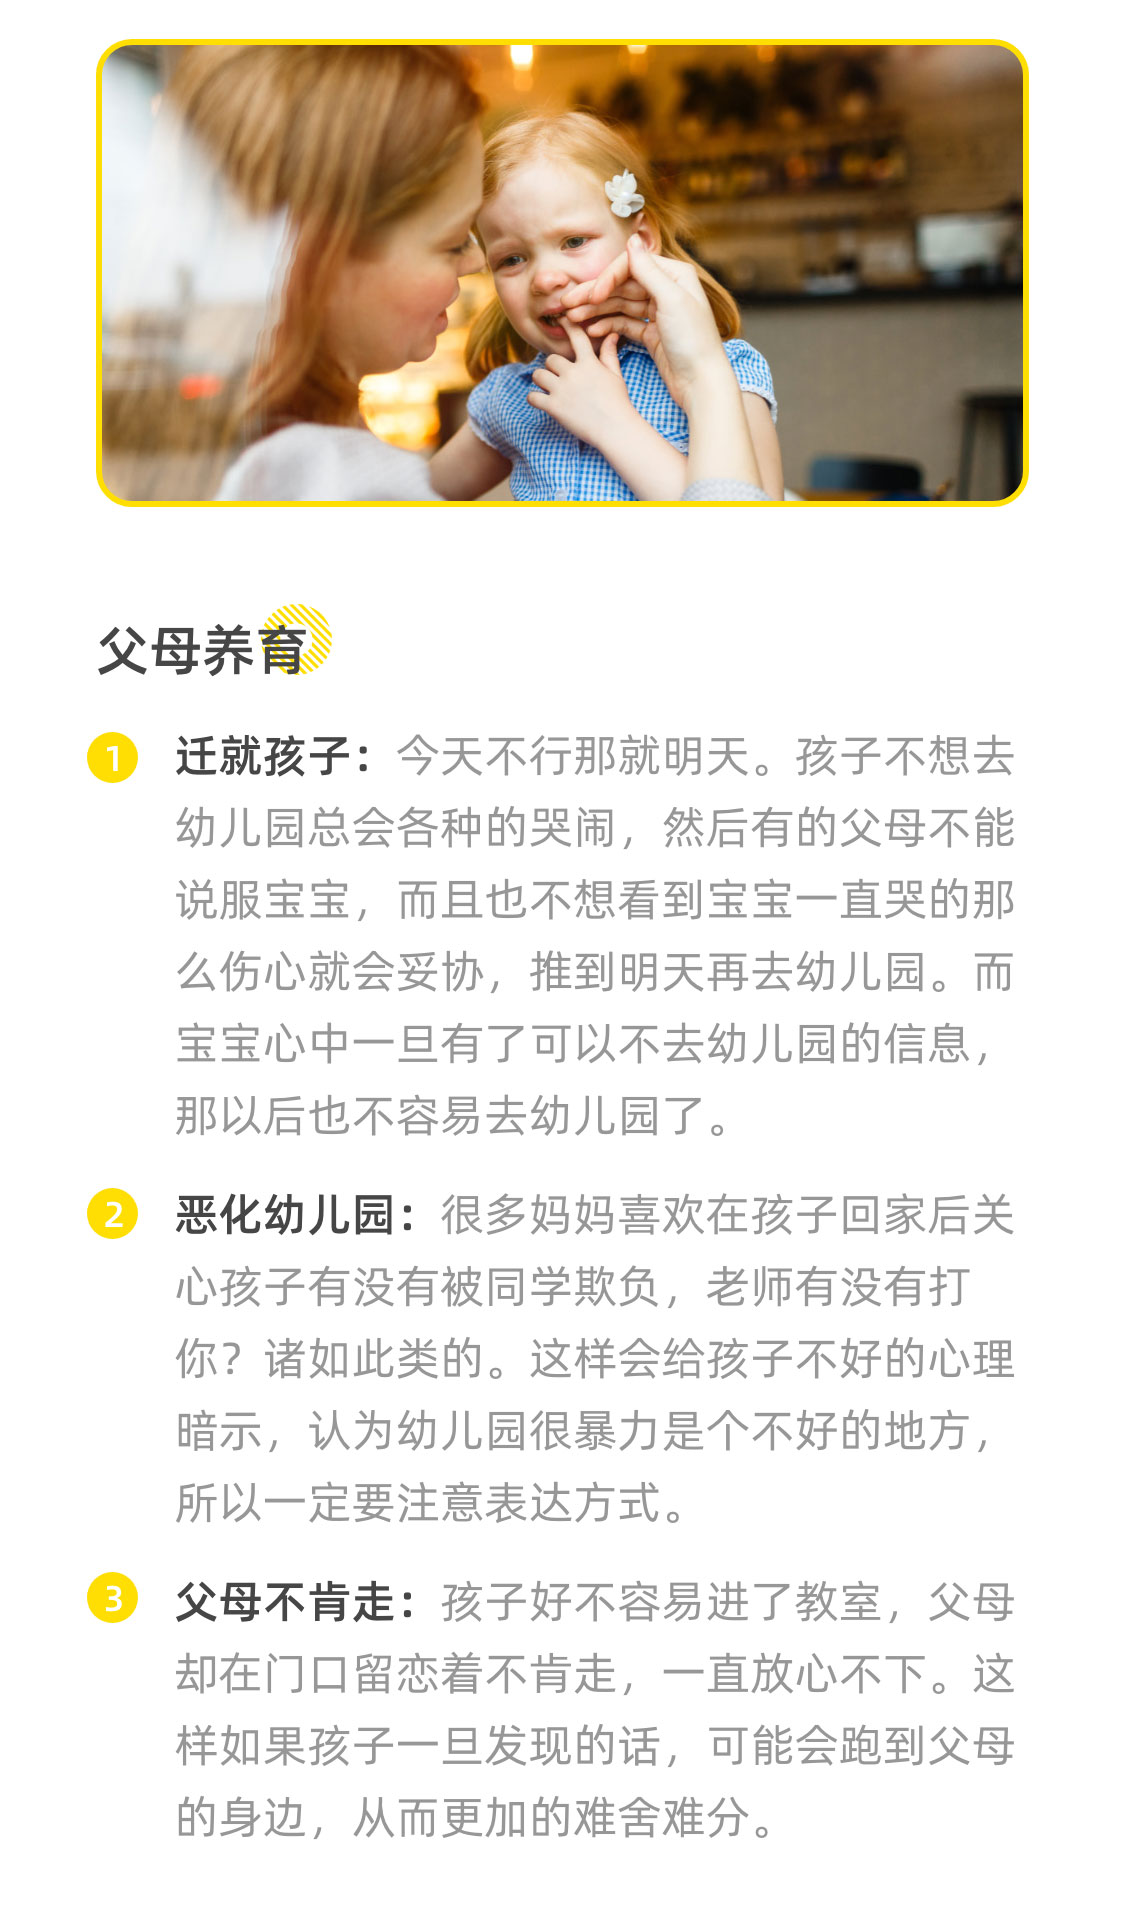 父母养育
1 迁就孩子：今天不行那就明天。孩子不想去
幼儿园总会各种的哭闹，然后有的父母不能
说服宝宝，而且也不想看到宝宝一直哭的那
么伤心就会妥协，推到明天再去幼儿园。而
宝宝心中一旦有了可以不去幼儿园的信息，
那以后也不容易去幼儿园了。
2 恶化幼儿园：很多妈妈喜欢在孩子回家后关
心孩子有没有被同学欺负，老师有没有打
你？诸如此类的。这样会给孩子不好的心理
暗示，认为幼儿园很暴力是个不好的地方，
所以一定要注意表达方式。
3 父母不肯走：孩子好不容易进了教室，父母
却在门口留恋着不肯走，一直放心不下。这
样如果孩子一旦发现的话，可能会跑到父母
的身边，从而更加的难舍难分。